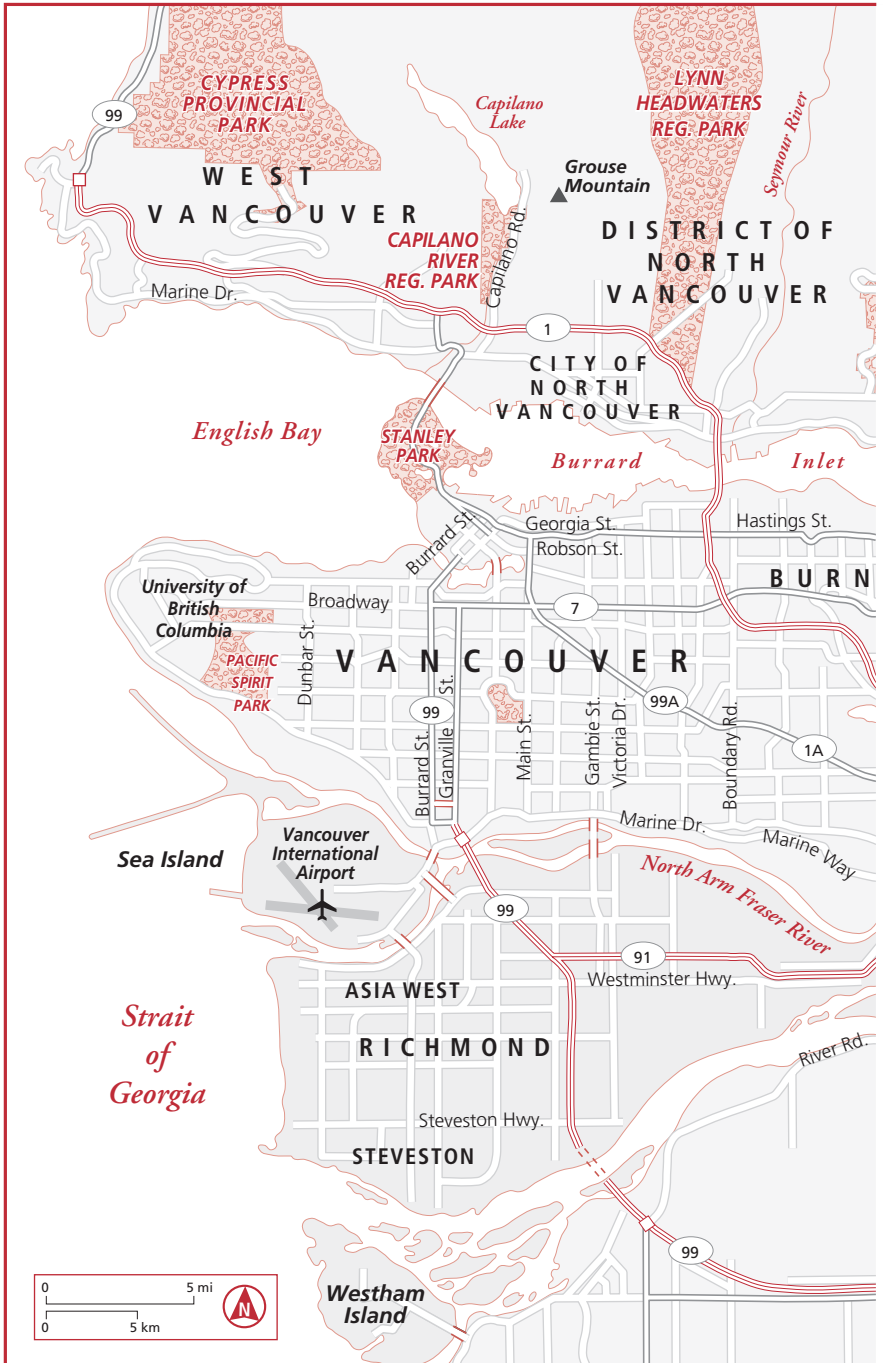 CYPRESS
PROVINCIAL
PARK
99
Capilano
Lake
LYNN
HEADWATERS
REG. PARK
Seymour River
Grouse
Mountain
WEST
VANCOUVER
CAPILANO
RIVER
REG. PARK
Capilano Rd.
DISTRICT OF
NORTH
VANCOUVER
Marine Dr.
1
CITY OF
NORTH
VANCOUVER
English Bay
STANLEY
PARK
Burrard Inlet
Burrard St.
Georgia St.
Robson St.
Hastings St.
BURN
University of
British
Columbia
Broadway
7
Dunbar St.
PACIFIC
SPIRIT
PARK
VANCOUVER
99
Burrard St.
Granville St.
Main St.
Gambie St.
Victoria Dr.
99A
Boundary Rd.
1A
Marine Dr.
Marine Way
Sea Island
Vancouver
International
Airport
North Arm Fraser River
99
91
Westminster Hwy.
ASIA WEST
RICHMOND
Strait
of
Georgia
River Rd.
Steveston Hwy.
STEVESTON
99
Westham
Island
0 5 mi
0 5 km
N